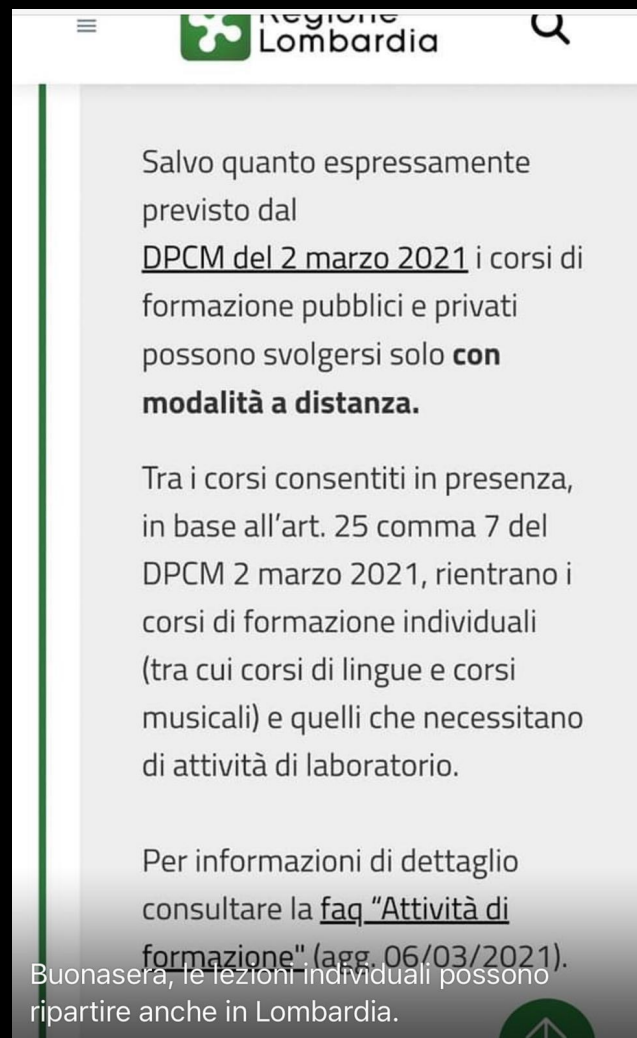 Regione
Lombardia
Salvo quanto espressamente
previsto dal
DPCM del 2 marzo 2021 i corsi di
formazione pubblici e privati
possono svolgersi solo con
modalità a distanza.
Tra i corsi consentiti in presenza,
in base all'art. 25 comma 7 del
DPCM 2 marzo 2021, rientrano i
corsi di formazione individuali
(tra cui corsi di lingue e corsi
musicali) e quelli che necessitano
di attività di laboratorio.
Per informazioni di dettaglio
consultare la faq "Attività di
formazione" (agg. 06/03/2021).
Buonasera, le lezioni individuali possono
ripartire anche in Lombardia.